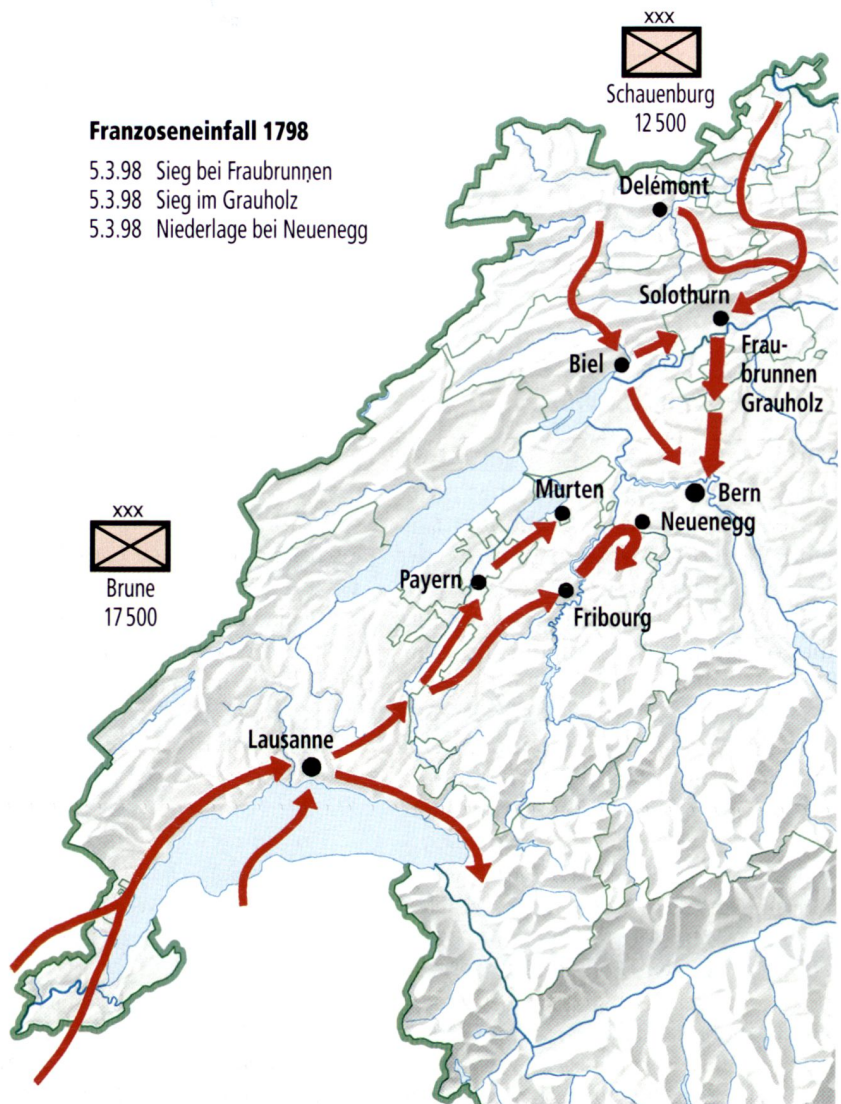 xxx
Schauenburg
12 500
Franzoseneinfall 1798
5.3.98 Sieg bei Fraubrunnen
5.3.98 Sieg im Grauholz
5.3.98 Niederlage bei Neuenegg
Delémont
Solothurn
Biel
Frau-
brunnen
Grauholz
Murten
Bern
Neuenegg
xxx
Brune
17 500
Payern
Fribourg
Lausanne